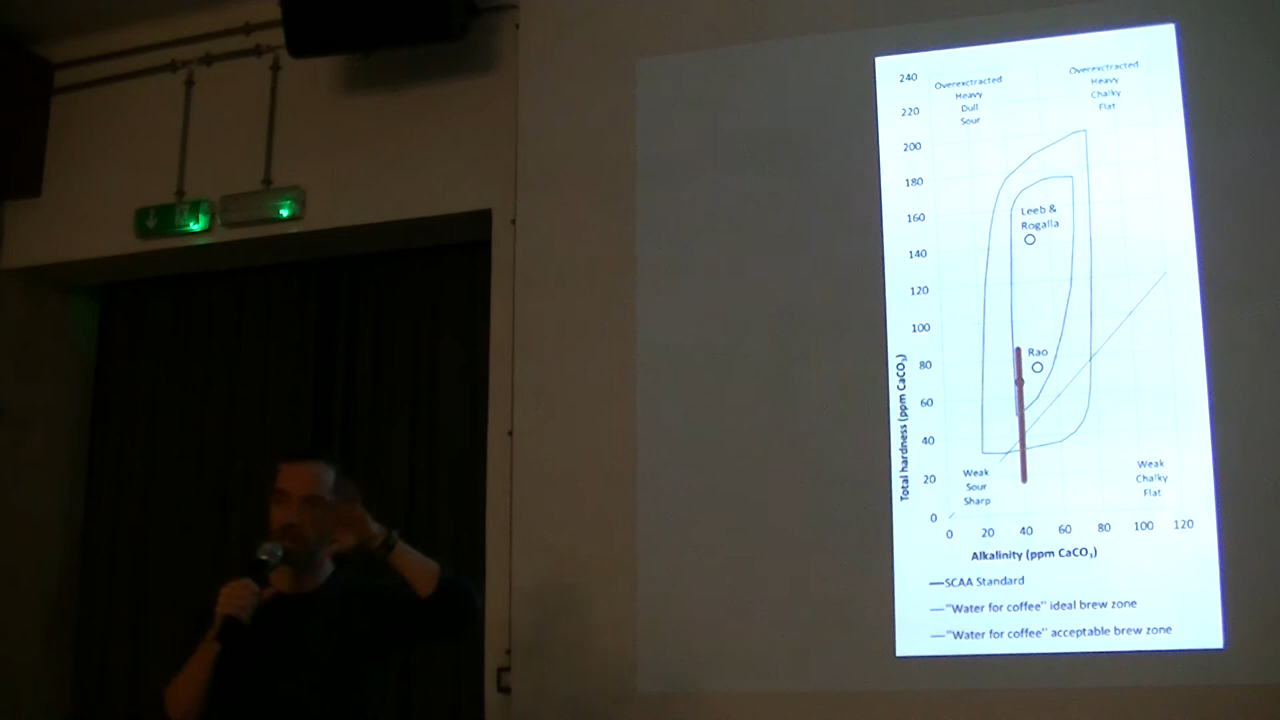 240
220
200
180
160
140
120
100
80
60
40
20
0
Total hardness (ppm CaCO₃)
Overexctracted
Heavy
Dull
Sour
Overexctracted
Heavy
Chalky
Flat
Leeb &
Rogalla
Rao
Weak
Sour
Sharp
Weak
Chalky
Flat
0 20 40 60 80 100 120
Alkalinity (ppm CaCO₃)
SCAA Standard
"Water for coffee" ideal brew zone
"Water for coffee" acceptable brew zone